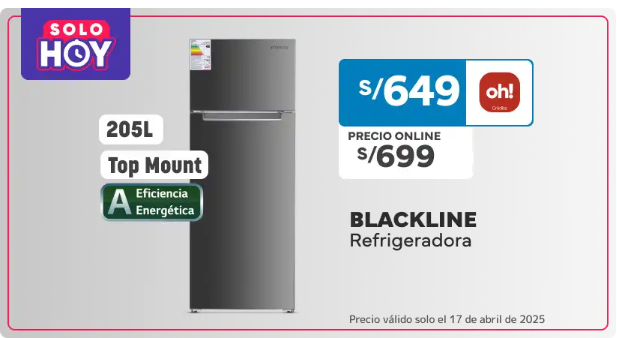 SOLO
HOY
205L
Top Mount
A
Eficiencia
Energética
S/649
oh!
PRECIO ONLINE
S/699
BLACKLINE
Refrigeradora
Precio válido solo el 17 de abril de 2025